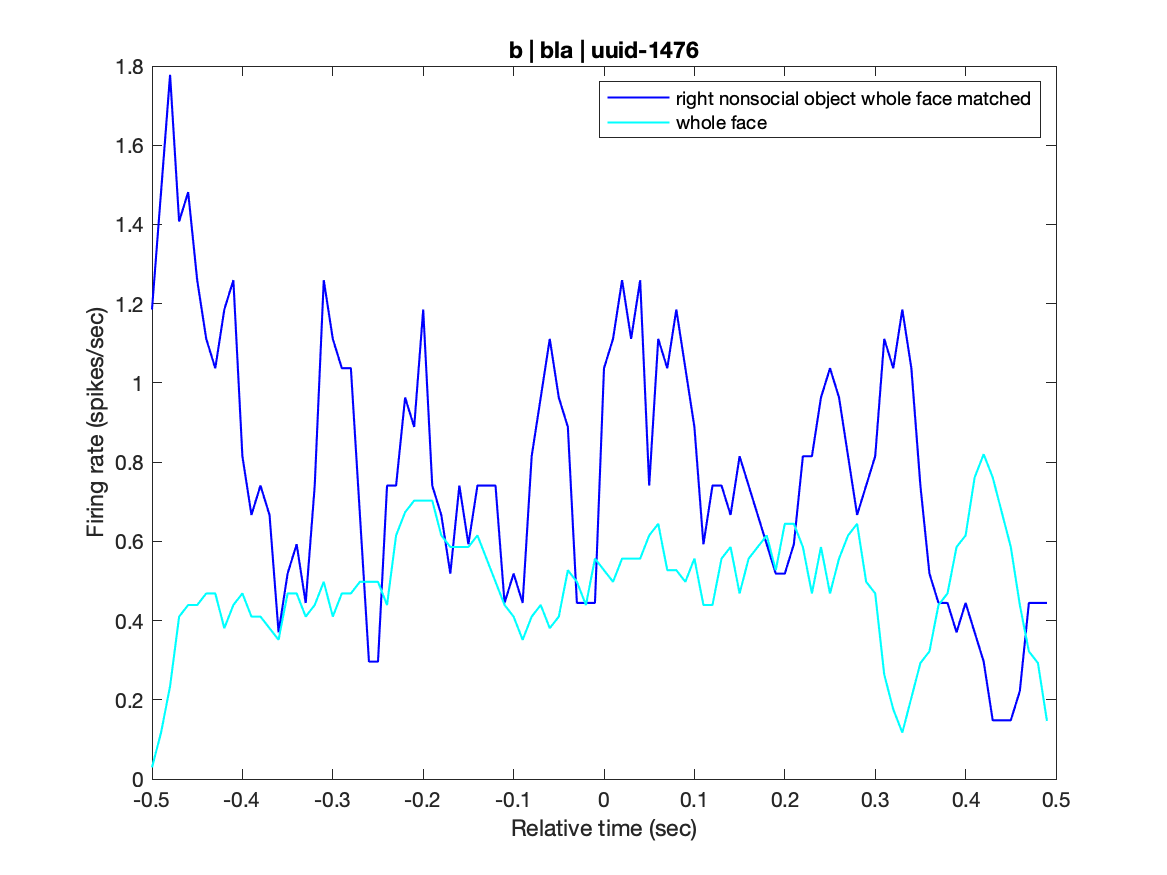 b | bla | uuid-1476
right nonsocial object whole face matched
whole face
Firing rate (spikes/sec)
1.8
1.6
1.4
1.2
1
0.8
0.6
0.4
0.2
0
-0.5 -0.4 -0.3 -0.2 -0.1 0 0.1 0.2 0.3 0.4 0.5
Relative time (sec)